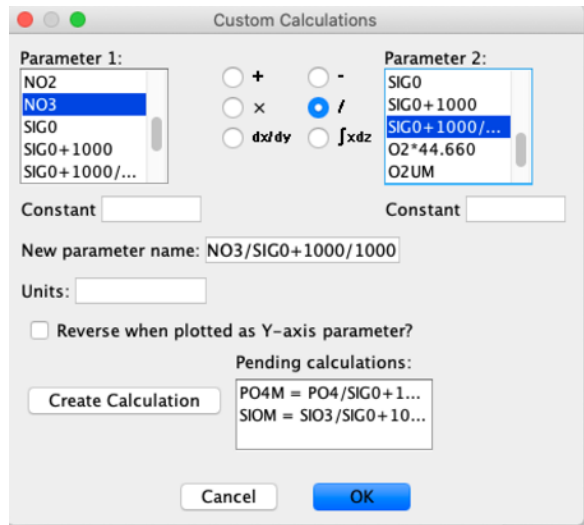 Custom Calculations
Parameter 1:
NO2
NO3
SIG0
SIG0+1000
SIG0+1000/...
+
-
×
/
dx/dy
∫xdz
Parameter 2:
SIG0
SIG0+1000
SIG0+1000/...
O2*44.660
O2UM
Constant
Constant
New parameter name: NO3/SIG0+1000/1000
Units:
Reverse when plotted as Y-axis parameter?
Pending calculations:
Create Calculation
PO4M = PO4/SIG0+1...
SIOM = SIO3/SIG0+10...
Cancel
OK